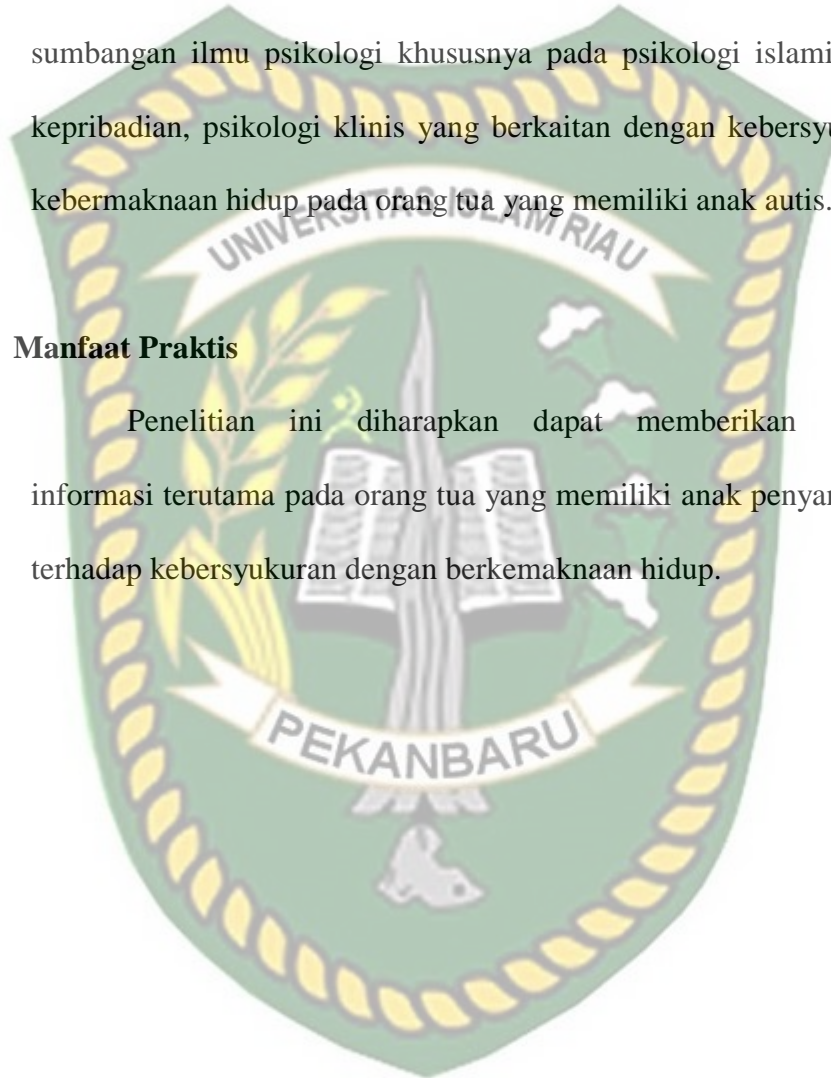 sumbangan ilmu psikologi khususnya pada psikologi islami
kepribadian, psikologi klinis yang berkaitan dengan
kebermaknaan hidup pada orang tua yang memiliki anak autis.
UNIVERSITAS ISLAM RIAU
Manfaat Praktis
Penelitian ini diharapkan dapat memberikan
informasi terutama pada orang tua yang memiliki anak
terhadap kebersyukuran dengan berkemaknaan hidup.
PEKANBARU